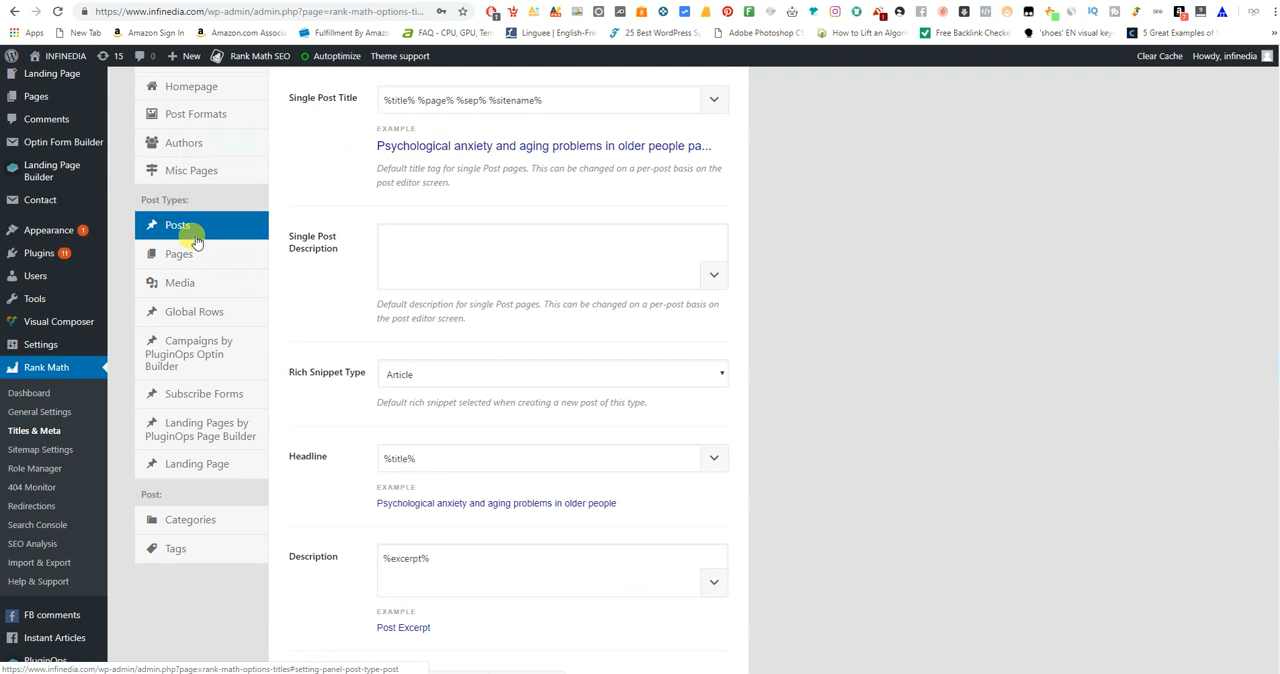 https://www.infinedia.com/wp-admin/admin.php?page=rank-math-options-ti...
Apps
New Tab
Amazon Sign In
Amazon.com Associ
Fulfillment By Amazo
FAQ - CPU, GPU, Ten
Linguee | English-Fre
25 Best WordPress S
Adobe Photoshop CS
How to Lift an Algori
Free Backlink Checke
'shoes' EN visual key
5 Great Examples of
INFINEDIA
15
0
New
Rank Math SEO
Autoptimize
Theme support
Clear Cache
Howdy, infinedia
Landing Page
Pages
Comments
Optin Form Builder
Landing Page
Builder
Contact
Appearance 1
Plugins 11
Users
Tools
Visual Composer
Settings
Rank Math
Dashboard
General Settings
Titles & Meta
Sitemap Settings
Role Manager
404 Monitor
Redirections
Search Console
SEO Analysis
Import & Export
Help & Support
FB comments
Instant Articles
PluginOps
Homepage
Post Formats
Authors
Misc Pages
Post Types:
Posts
Pages
Media
Global Rows
Campaigns by
PluginOps Optin
Builder
Subscribe Forms
Landing Pages by
PluginOps Page Builder
Landing Page
Post:
Categories
Tags
Single Post Title
%title% %page% %sep% %sitename%
EXAMPLE
Psychological anxiety and aging problems in older people pa...
Default title tag for single Post pages. This can be changed on a per-post basis on the
post editor screen.
Single Post
Description
Default description for single Post pages. This can be changed on a per-post basis on
the post editor screen.
Rich Snippet Type
Article
Default rich snippet selected when creating a new post of this type.
Headline
%title%
EXAMPLE
Psychological anxiety and aging problems in older people
Description
%excerpt%
EXAMPLE
Post Excerpt
https://www.infinedia.com/wp-admin/admin.php?page=rank-math-options-titles#setting-panel-post-type-post